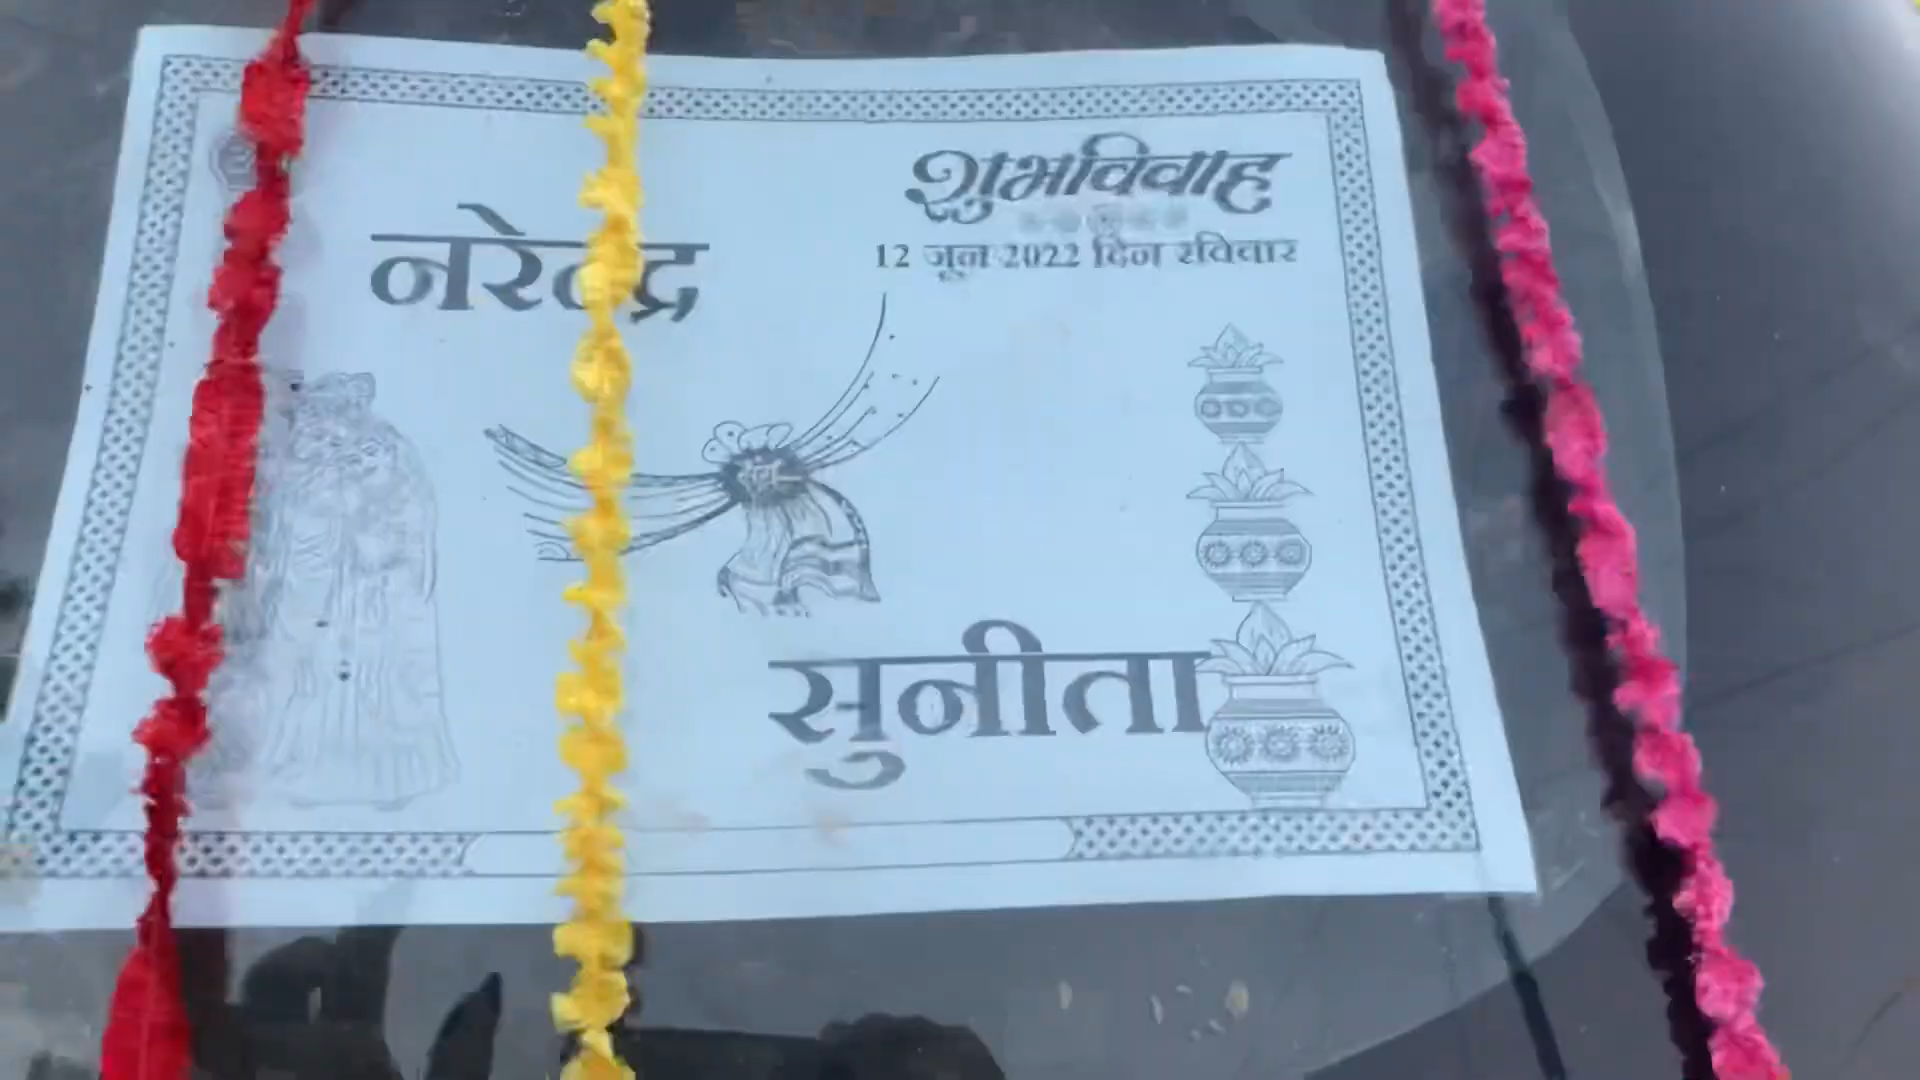 शुभविवाह
नरेन्द्र
12 जून 2022 दिन रविवार
सुनीता